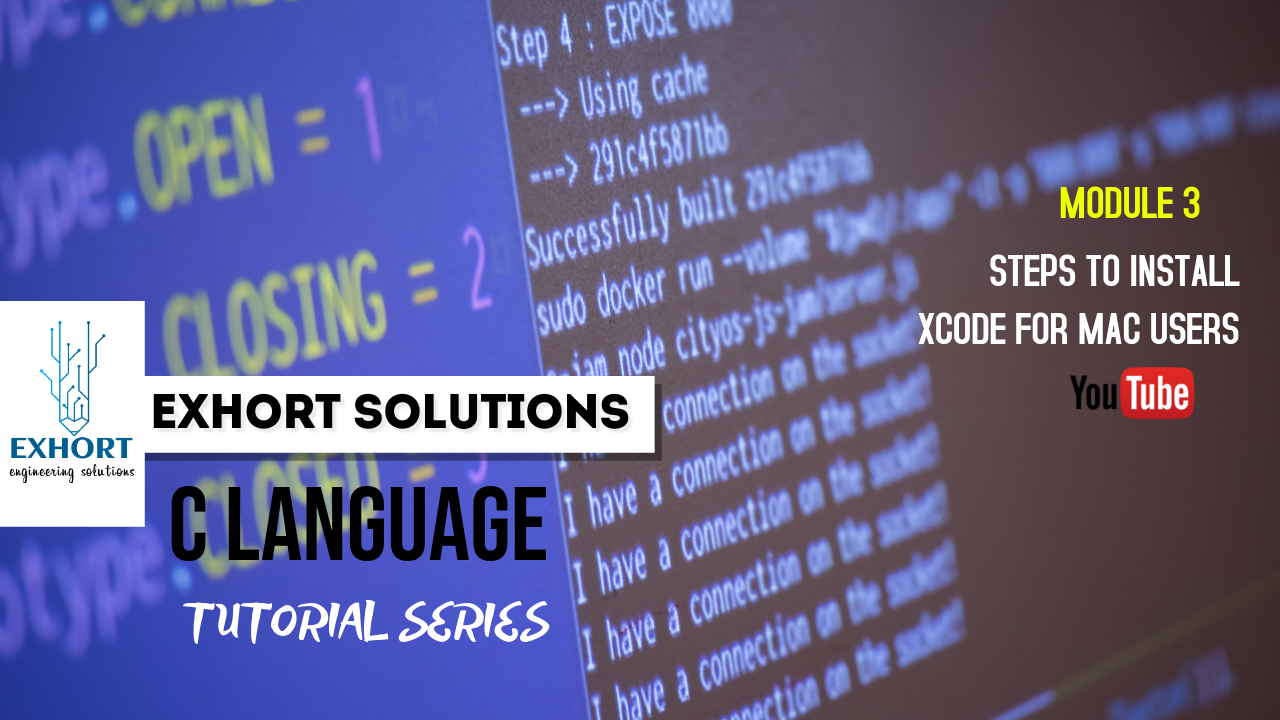 ype.OPEN = 1
CLOSING = 2
Step 4 : EXPOSE 8080
---> Using cache
---> 291c4f5871bb
Successfully built 291c4f5871bb
sudo docker run --volume
node cityos-js-jam/server.js
connection on the socket!
I have a connection on the socket!
I have a connection on the socket!
I have a connection on the socket!
I have a connection on the socket!
connection on the socket!
MODULE 3
STEPS TO INSTALL
XCODE FOR MAC USERS
YouTube
EXHORT
engineering solutions
EXHORT SOLUTIONS
C LANGUAGE
TUTORIAL SERIES